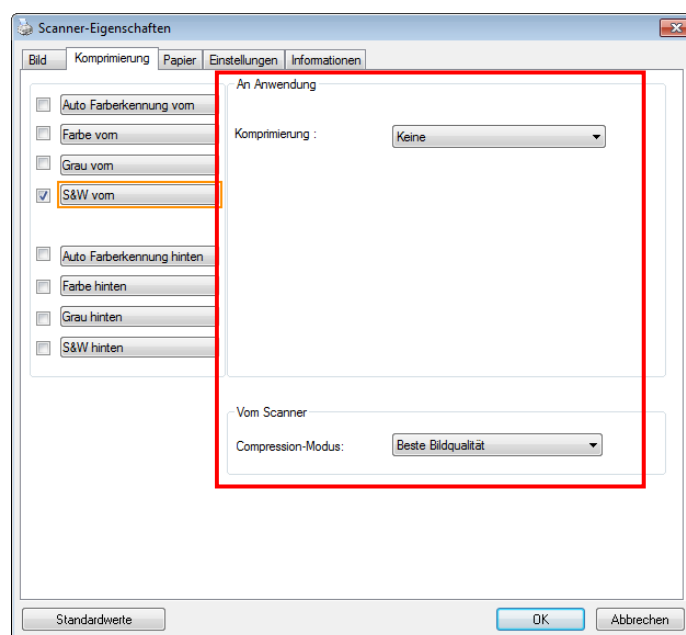 Scanner-Eigenschaften
Bild Komprimierung Papier Einstellungen Informationen
An Anwendung
Auto Farberkennung vorn
Farbe vorn
Komprimierung :
Keine
Grau vorn
S&W vorn
Auto Farberkennung hinten
Farbe hinten
Grau hinten
S&W hinten
Vom Scanner
Compression-Modus:
Beste Bildqualität
Standardwerte
OK
Abbrechen